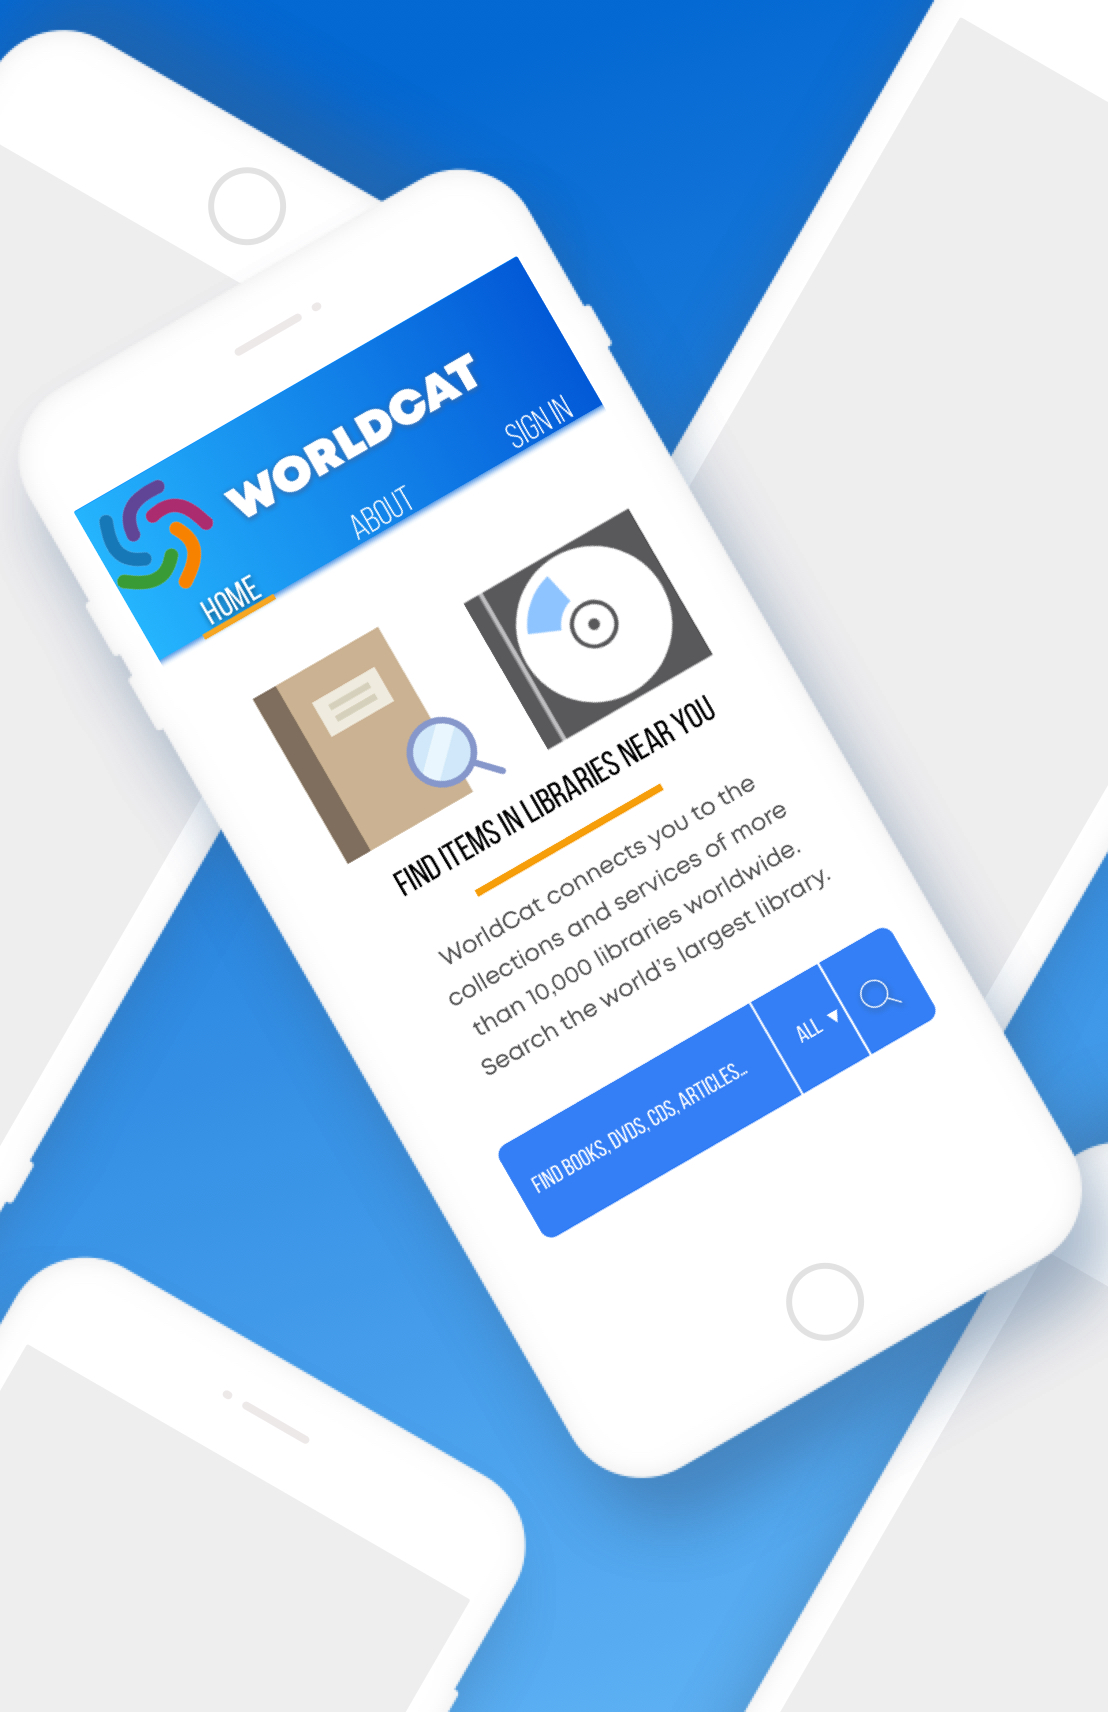 WORLDCAT
HOME
ABOUT
SIGN IN
FIND ITEMS IN LIBRARIES NEAR YOU
WorldCat connects you to the
collections and services of more
than 10,000 libraries worldwide.
Search the world's largest library.
FIND BOOKS, DVDS, CDS, ARTICLES...
ALL ▼